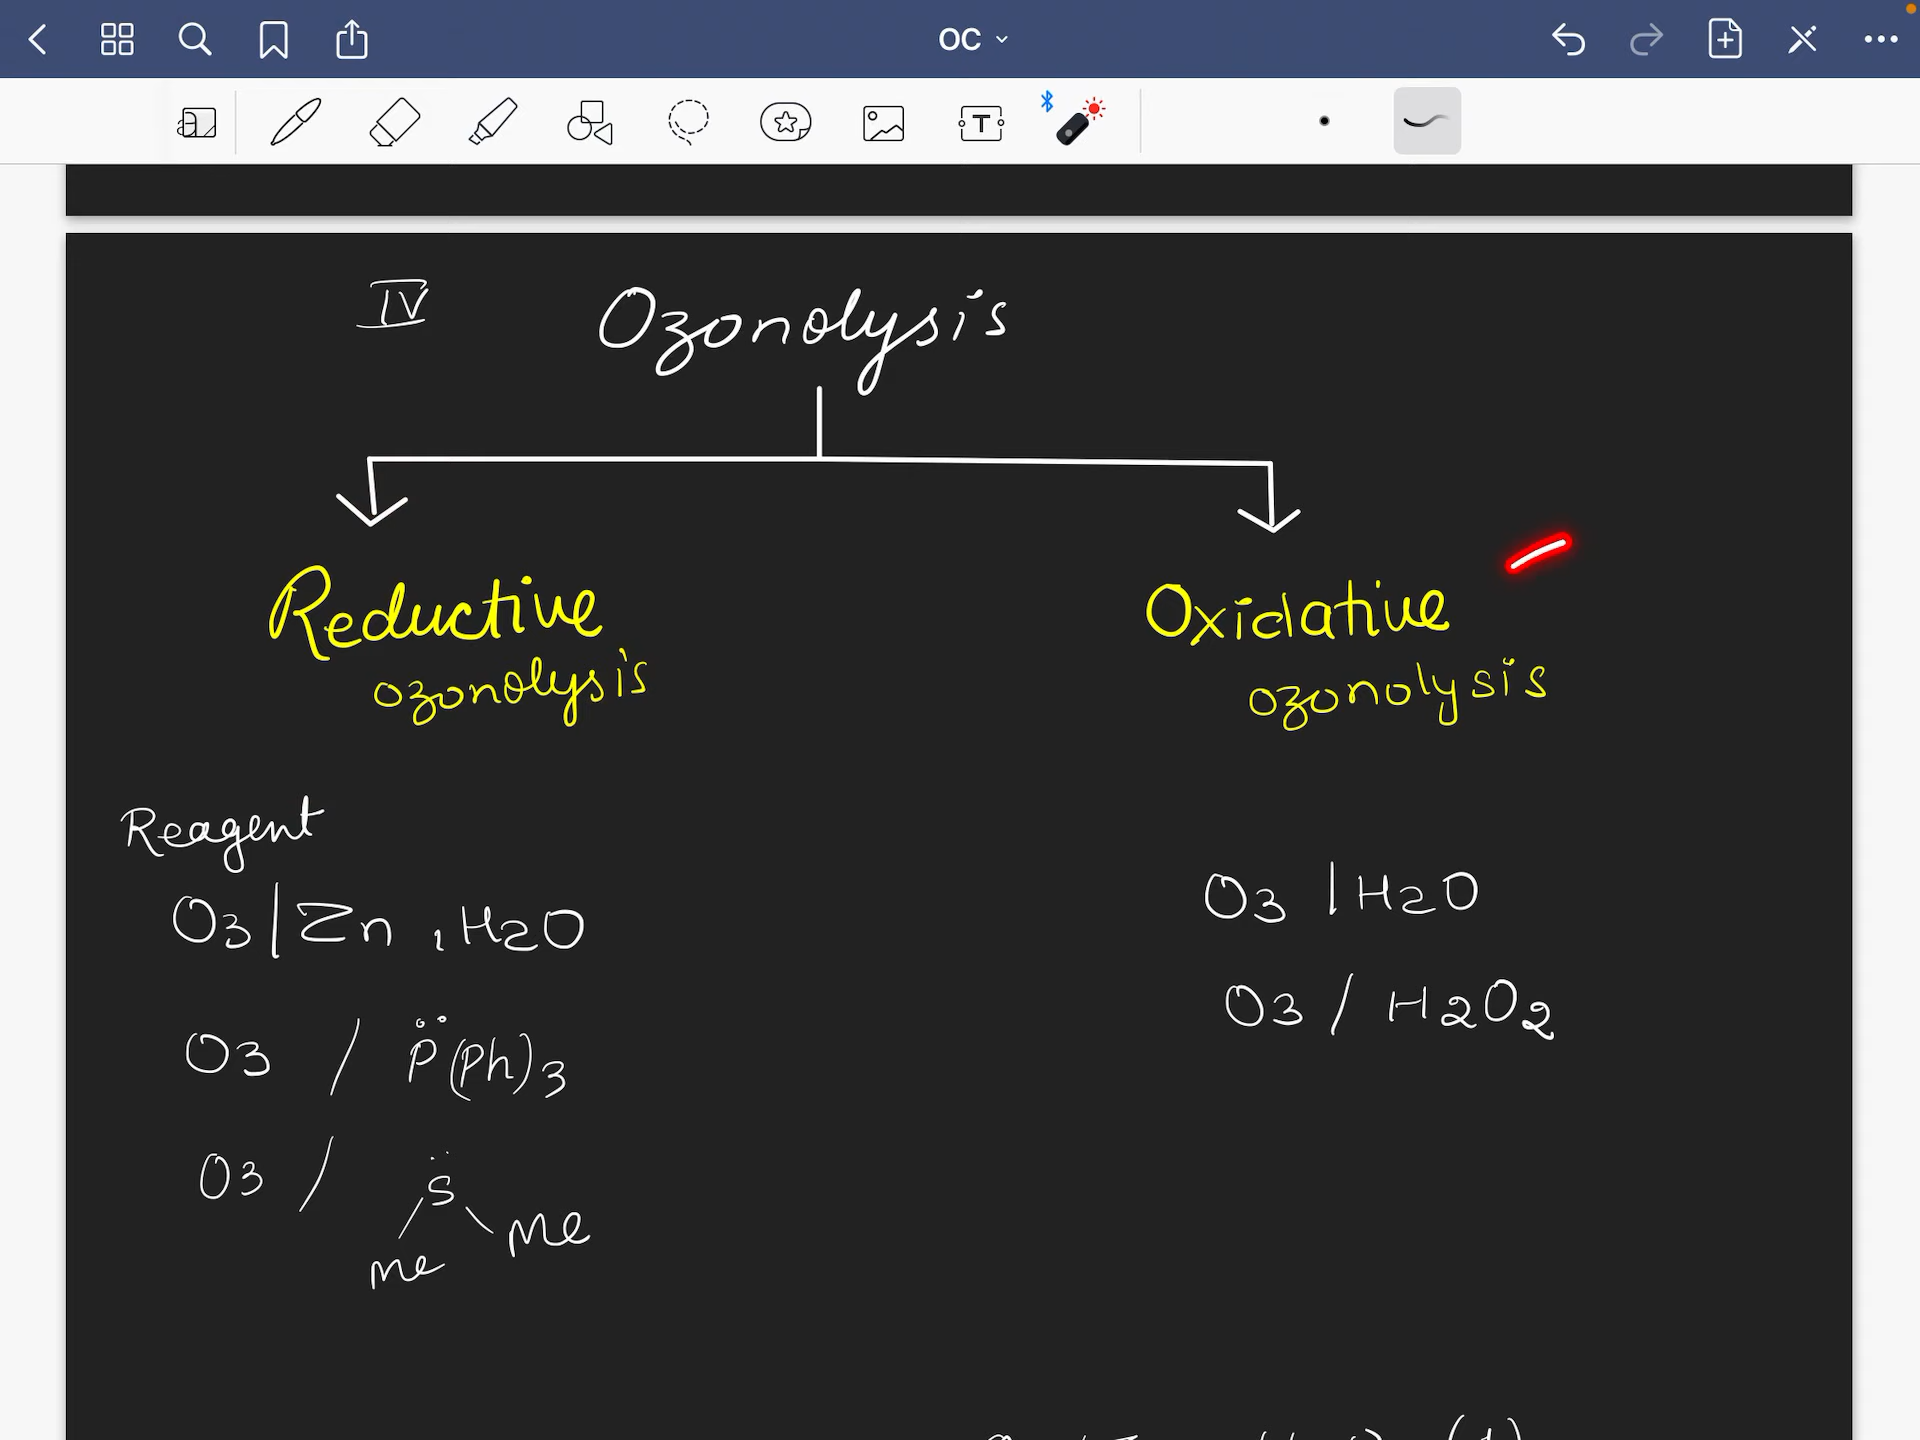 OC
T
IV
Ozonolysis
Reductive
ozonolysis
Oxidative
ozonolysis
Reagent
O3/Zn, H2O
O3 / P̈(Ph)3
O3 / S̈
Me Me
O3 / H2O
O3 / H2O2